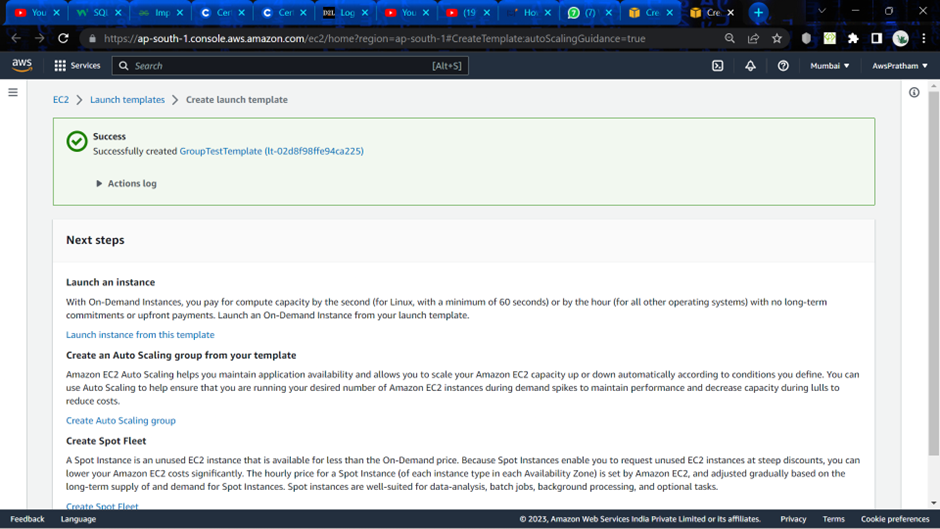 You
SQl
Imp
Cer
Cer
Log
You
(19
Ho
(7)
Cre
Cre
https://ap-south-1.console.aws.amazon.com/ec2/home?region=ap-south-1#CreateTemplate:autoScalingGuidance=true
aws
Services
Search
[Alt+S]
Mumbai
AwsPratham
EC2 > Launch templates > Create launch template
Success
Successfully created GroupTestTemplate (lt-02d8f98ffe94ca225)
Actions log
Next steps
Launch an instance
With On-Demand Instances, you pay for compute capacity by the second (for Linux, with a minimum of 60 seconds) or by the hour (for all other operating systems) with no long-term
commitments or upfront payments. Launch an On-Demand Instance from your launch template.
Launch instance from this template
Create an Auto Scaling group from your template
Amazon EC2 Auto Scaling helps you maintain application availability and allows you to scale your Amazon EC2 capacity up or down automatically according to conditions you define. You can
use Auto Scaling to help ensure that you are running your desired number of Amazon EC2 instances during demand spikes to maintain performance and decrease capacity during lulls to
reduce costs.
Create Auto Scaling group
Create Spot Fleet
A Spot Instance is an unused EC2 instance that is available for less than the On-Demand price. Because Spot Instances enable you to request unused EC2 instances at steep discounts, you can
lower your Amazon EC2 costs significantly. The hourly price for a Spot Instance (of each instance type in each Availability Zone) is set by Amazon EC2, and adjusted gradually based on the
long-term supply of and demand for Spot Instances. Spot instances are well-suited for data-analysis, batch jobs, background processing, and optional tasks.
Create Spot Fleet
Feedback
Language
© 2023, Amazon Web Services India Private Limited or its affiliates.
Privacy
Terms
Cookie preferences